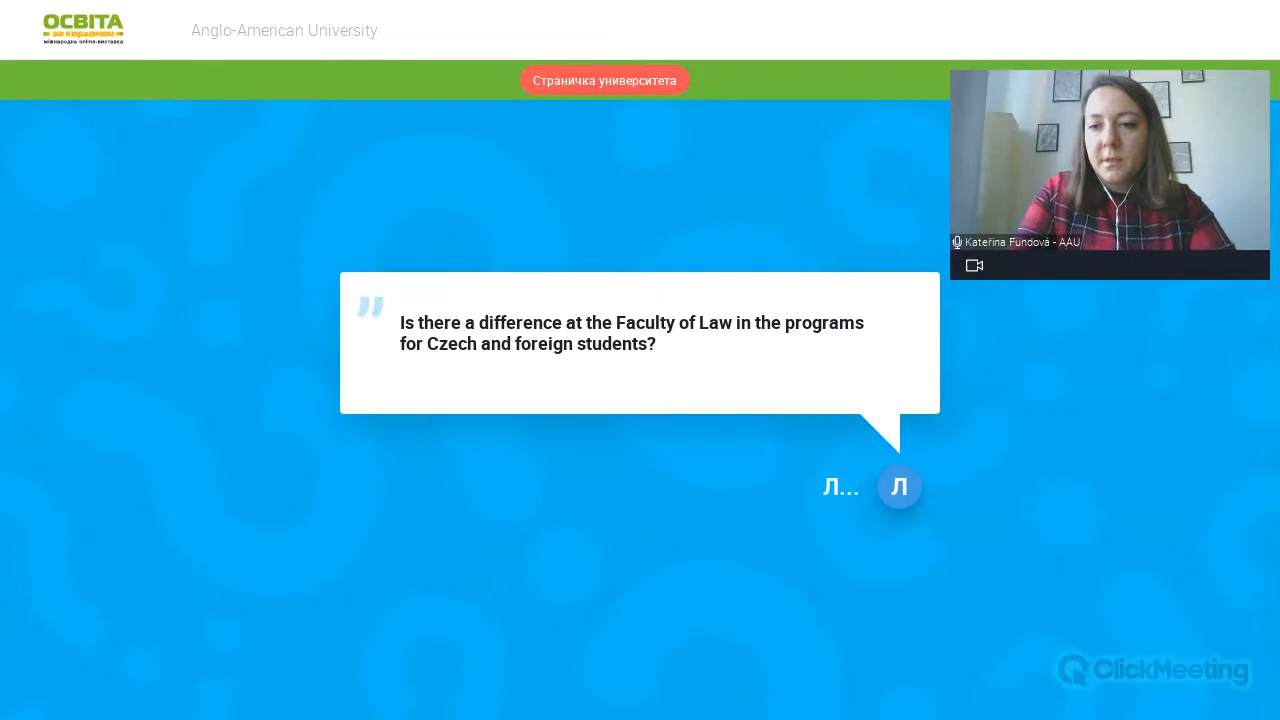 ОСВІТА
за кордоном
міжнародна online-виставка
Anglo-American University
Страничка университета
Kateřina Fundová - AAU
Is there a difference at the Faculty of Law in the programs
for Czech and foreign students?
Л...
Л
ClickMeeting